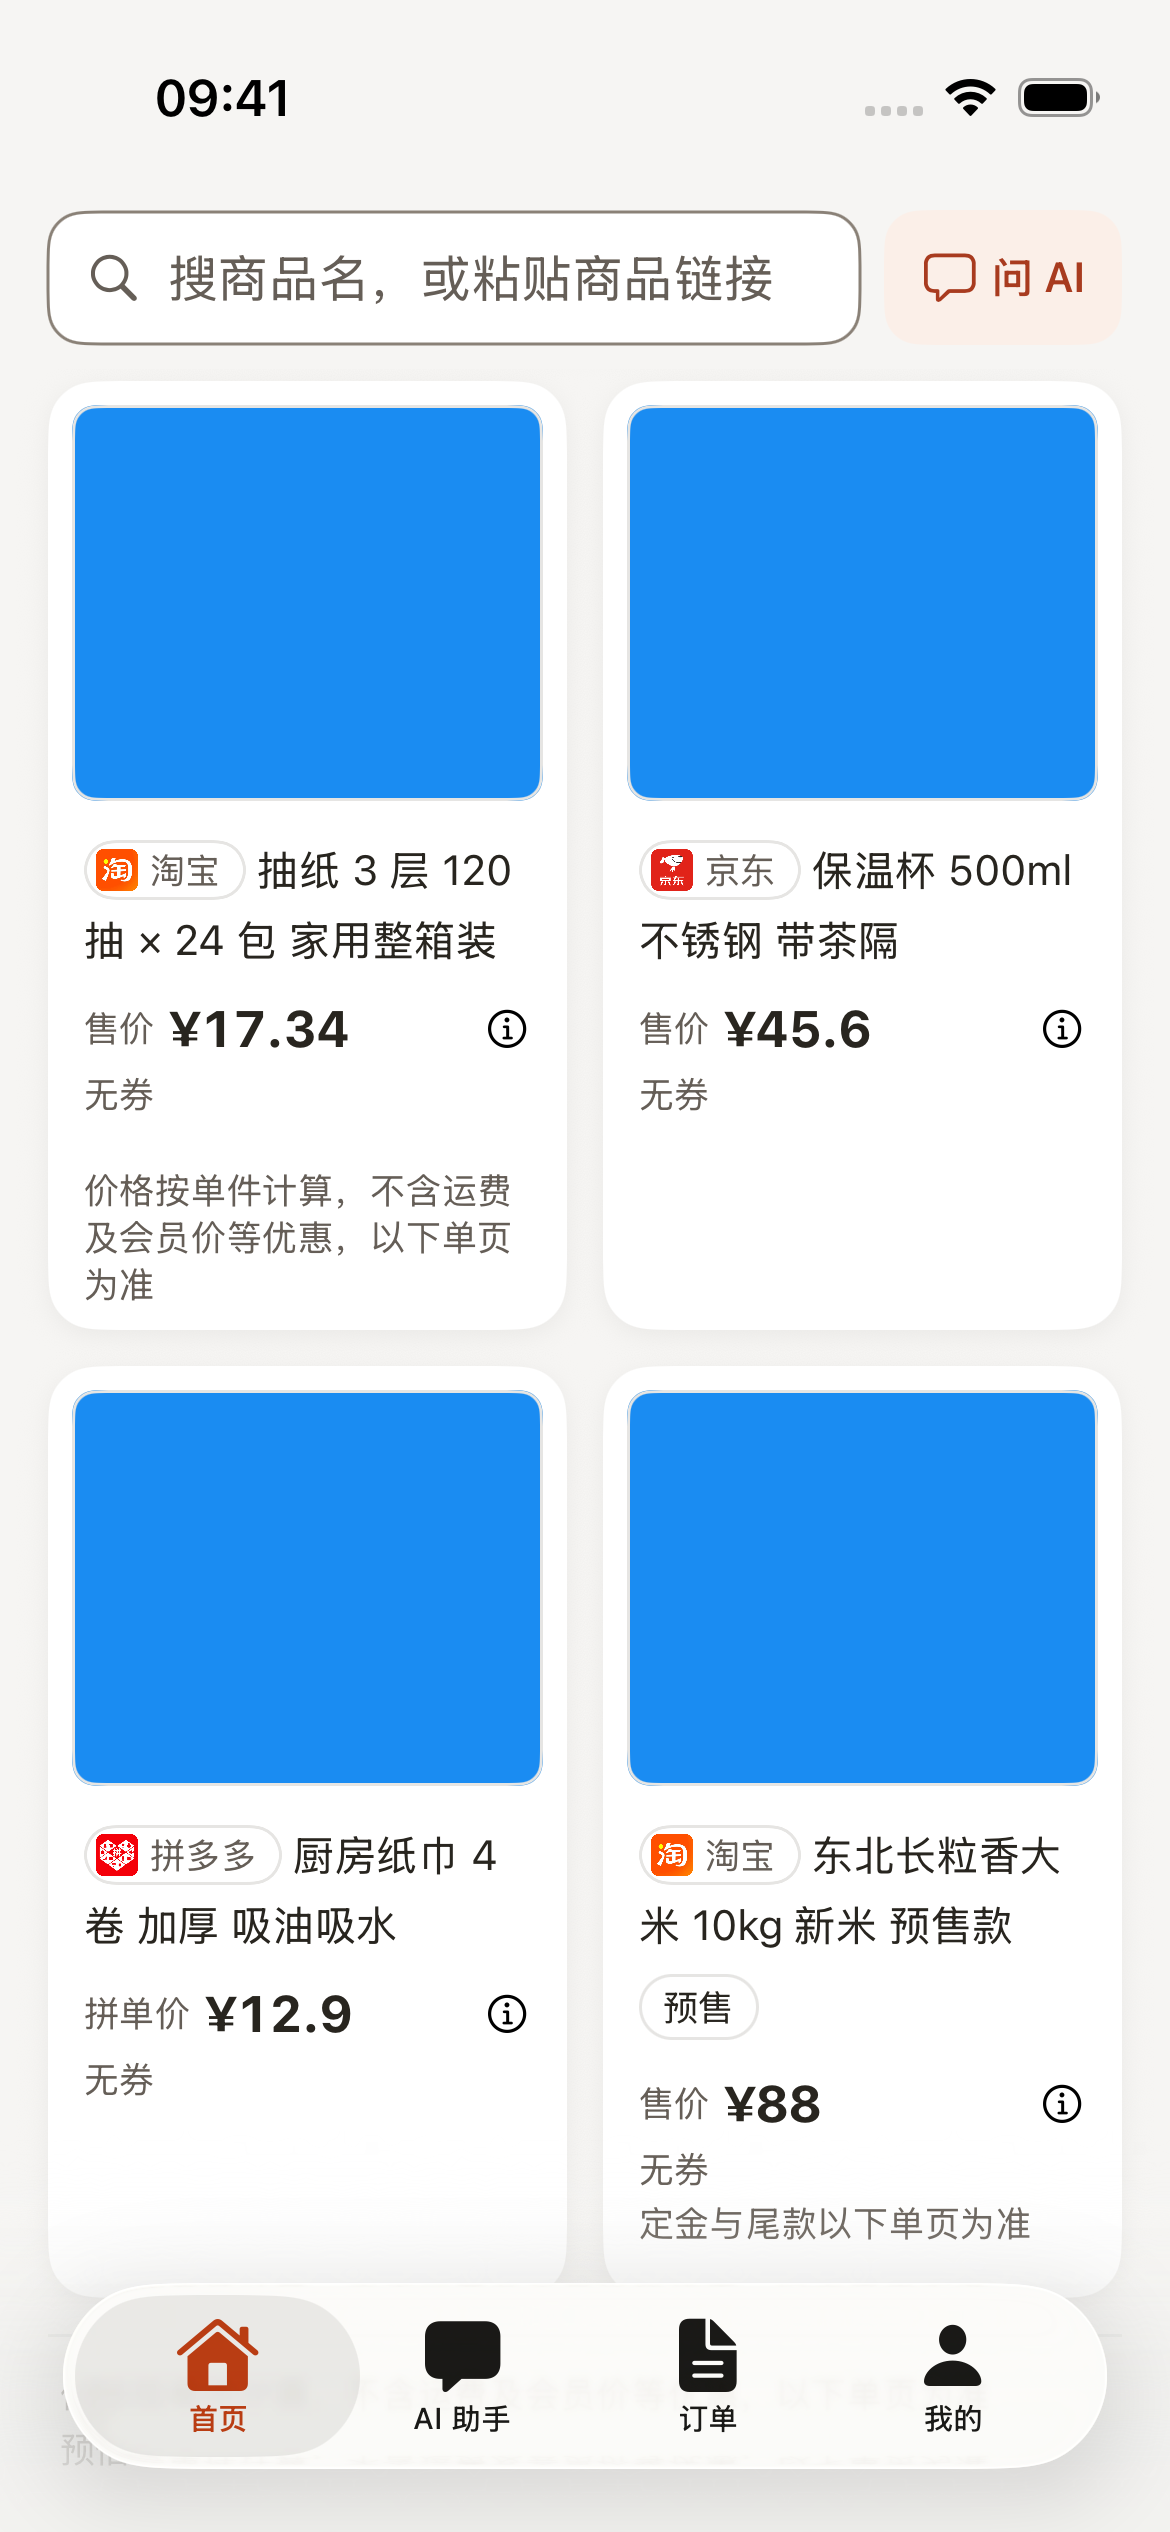 09:41
搜商品名，或粘贴商品链接
问 AI
淘 淘宝 抽纸 3 层 120
抽 × 24 包 家用整箱装
售价 ¥17.34
无券
价格按单件计算，不含运费
及会员价等优惠，以下单页
为准
京东 京东 保温杯 500ml
不锈钢 带茶隔
售价 ¥45.6
无券
拼多多 厨房纸巾 4
卷 加厚 吸油吸水
拼单价 ¥12.9
无券
淘 淘宝 东北长粒香大
米 10kg 新米 预售款
预售
售价 ¥88
无券
定金与尾款以下单页为准
首页
AI 助手
订单
我的